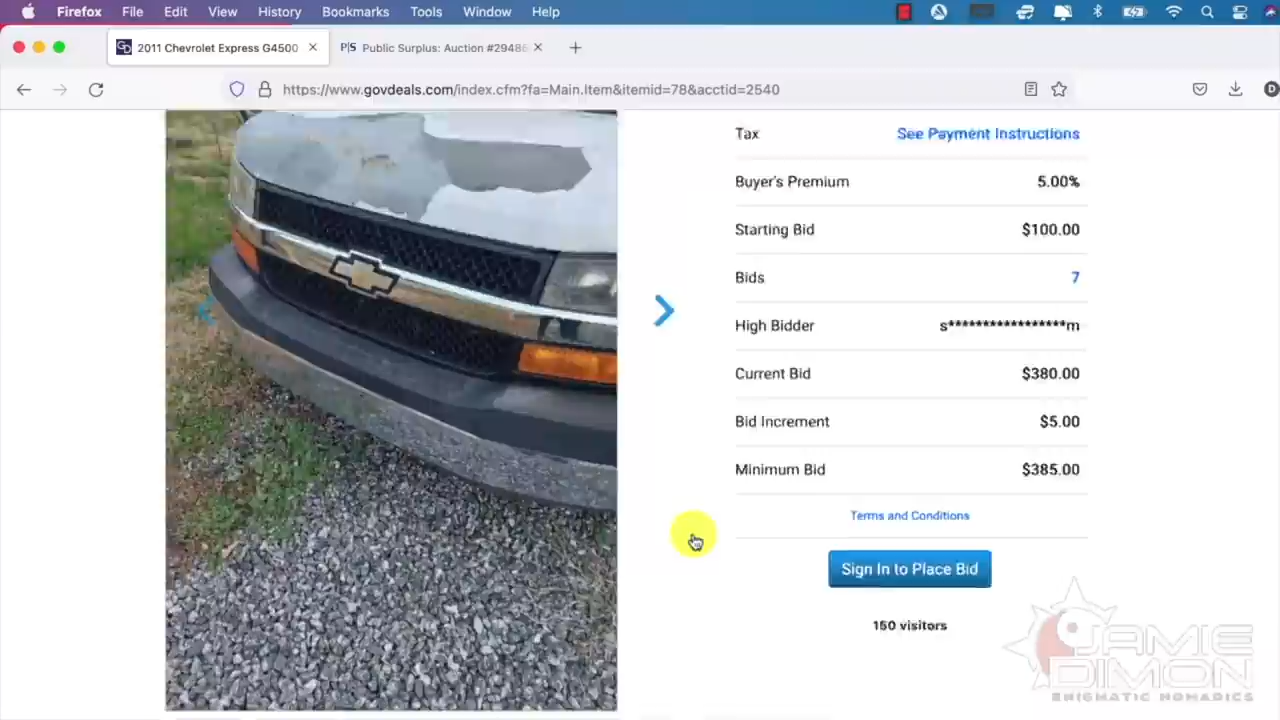 Firefox File Edit View History Bookmarks Tools Window Help
GD 2011 Chevrolet Express G4500
P|S Public Surplus: Auction #29486
https://www.govdeals.com/index.cfm?fa=Main.Item&itemid=78&acctid=2540
D
Tax See Payment Instructions
Buyer's Premium 5.00%
Starting Bid $100.00
Bids 7
High Bidder s*****************m
Current Bid $380.00
Bid Increment $5.00
Minimum Bid $385.00
Terms and Conditions
Sign In to Place Bid
150 visitors
JAMIE
DIMON
ENIGMATIC NOMADICS